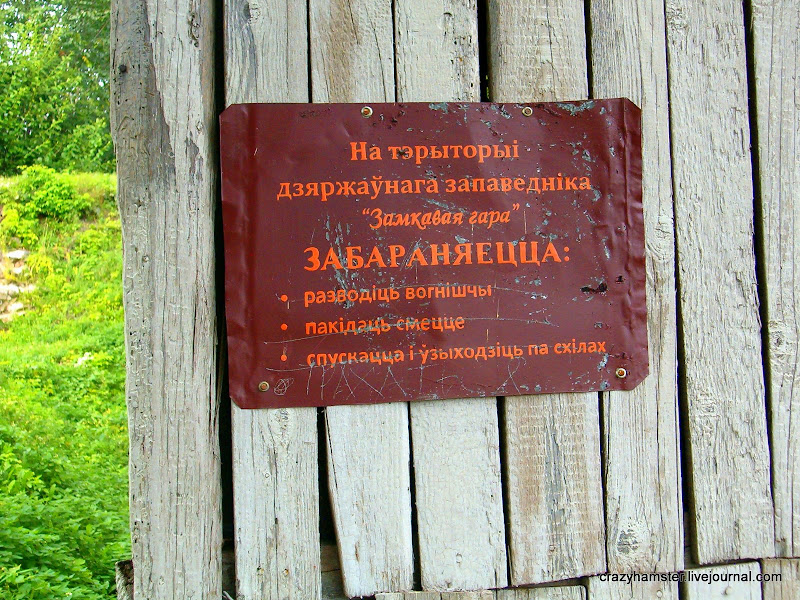 На тэрыторыі
дзяржаўнага запаведніка
“Замкавая гара”
ЗАБАРАНЯЕЦЦА:
• разводзіць вогнішчы
• пакідаць смецце
• спускацца і ўзыходзіць па схілах
crazyhamster.livejournal.com